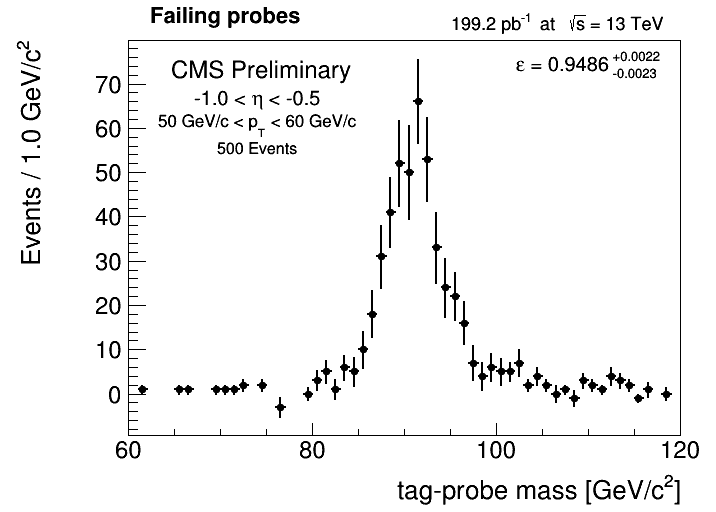 Failing probes
199.2 pb⁻¹ at √s = 13 TeV
CMS Preliminary
ε = 0.9486 +0.0022 -0.0023
-1.0 < η < -0.5
50 GeV/c < p_T < 60 GeV/c
500 Events
Events / 1.0 GeV/c²
70
60
50
40
30
20
10
0
60 80 100 120
tag-probe mass [GeV/c²]